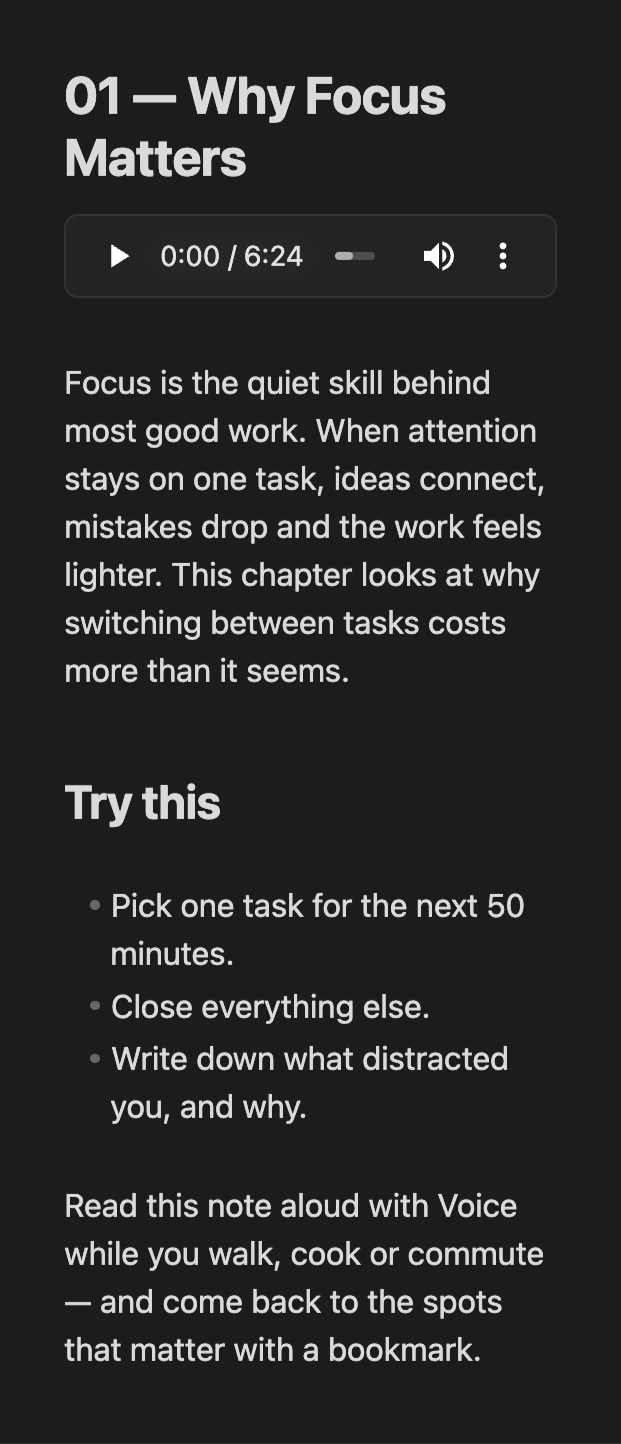 01 — Why Focus
Matters
0:00 / 6:24
Focus is the quiet skill behind
most good work. When attention
stays on one task, ideas connect,
mistakes drop and the work feels
lighter. This chapter looks at why
switching between tasks costs
more than it seems.
Try this
• Pick one task for the next 50
minutes.
• Close everything else.
• Write down what distracted
you, and why.
Read this note aloud with Voice
while you walk, cook or commute
— and come back to the spots
that matter with a bookmark.